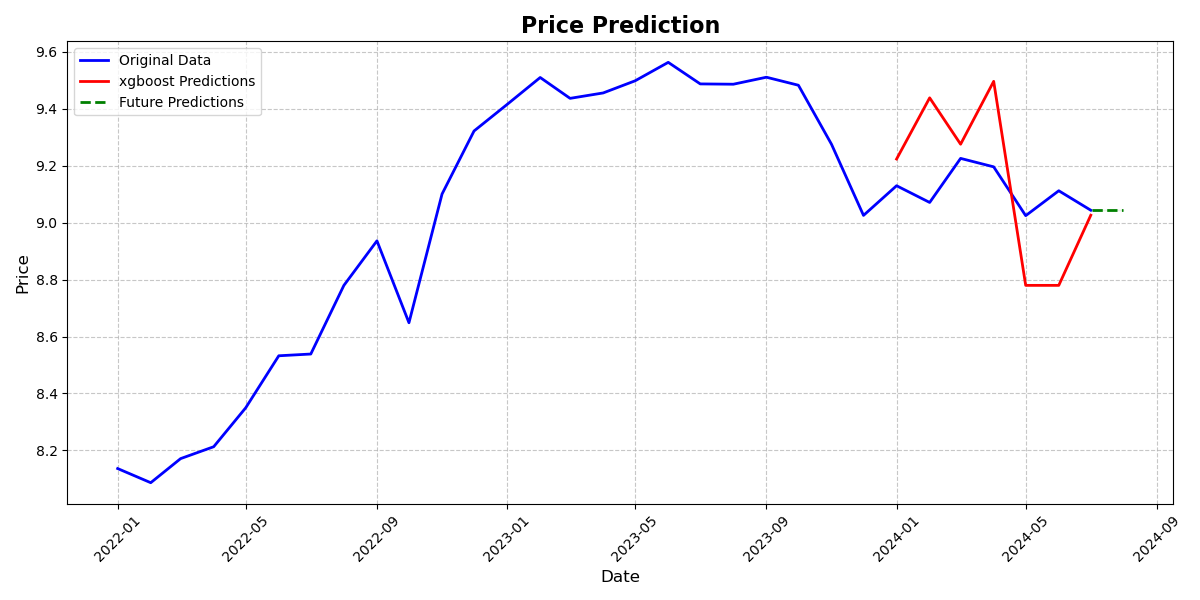 Price Prediction
Original Data
xgboost Predictions
Future Predictions
Price
9.6
9.4
9.2
9.0
8.8
8.6
8.4
8.2
2022-01
2022-05
2022-09
2023-01
2023-05
2023-09
2024-01
2024-05
2024-09
Date